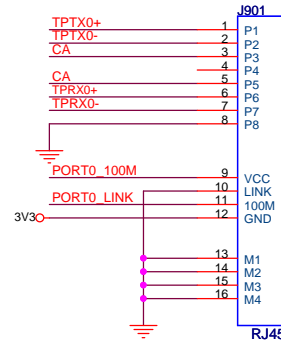 J901
TPTX0+ 1 P1
TPTX0- 2 P2
CA 3 P3
4 P4
CA 5 P5
TPRX0+ 6 P6
TPRX0- 7 P7
8 P8
PORT0_100M 9 VCC
10 LINK
PORT0_LINK 11 100M
3V3 12 GND
13 M1
14 M2
15 M3
16 M4
RJ45